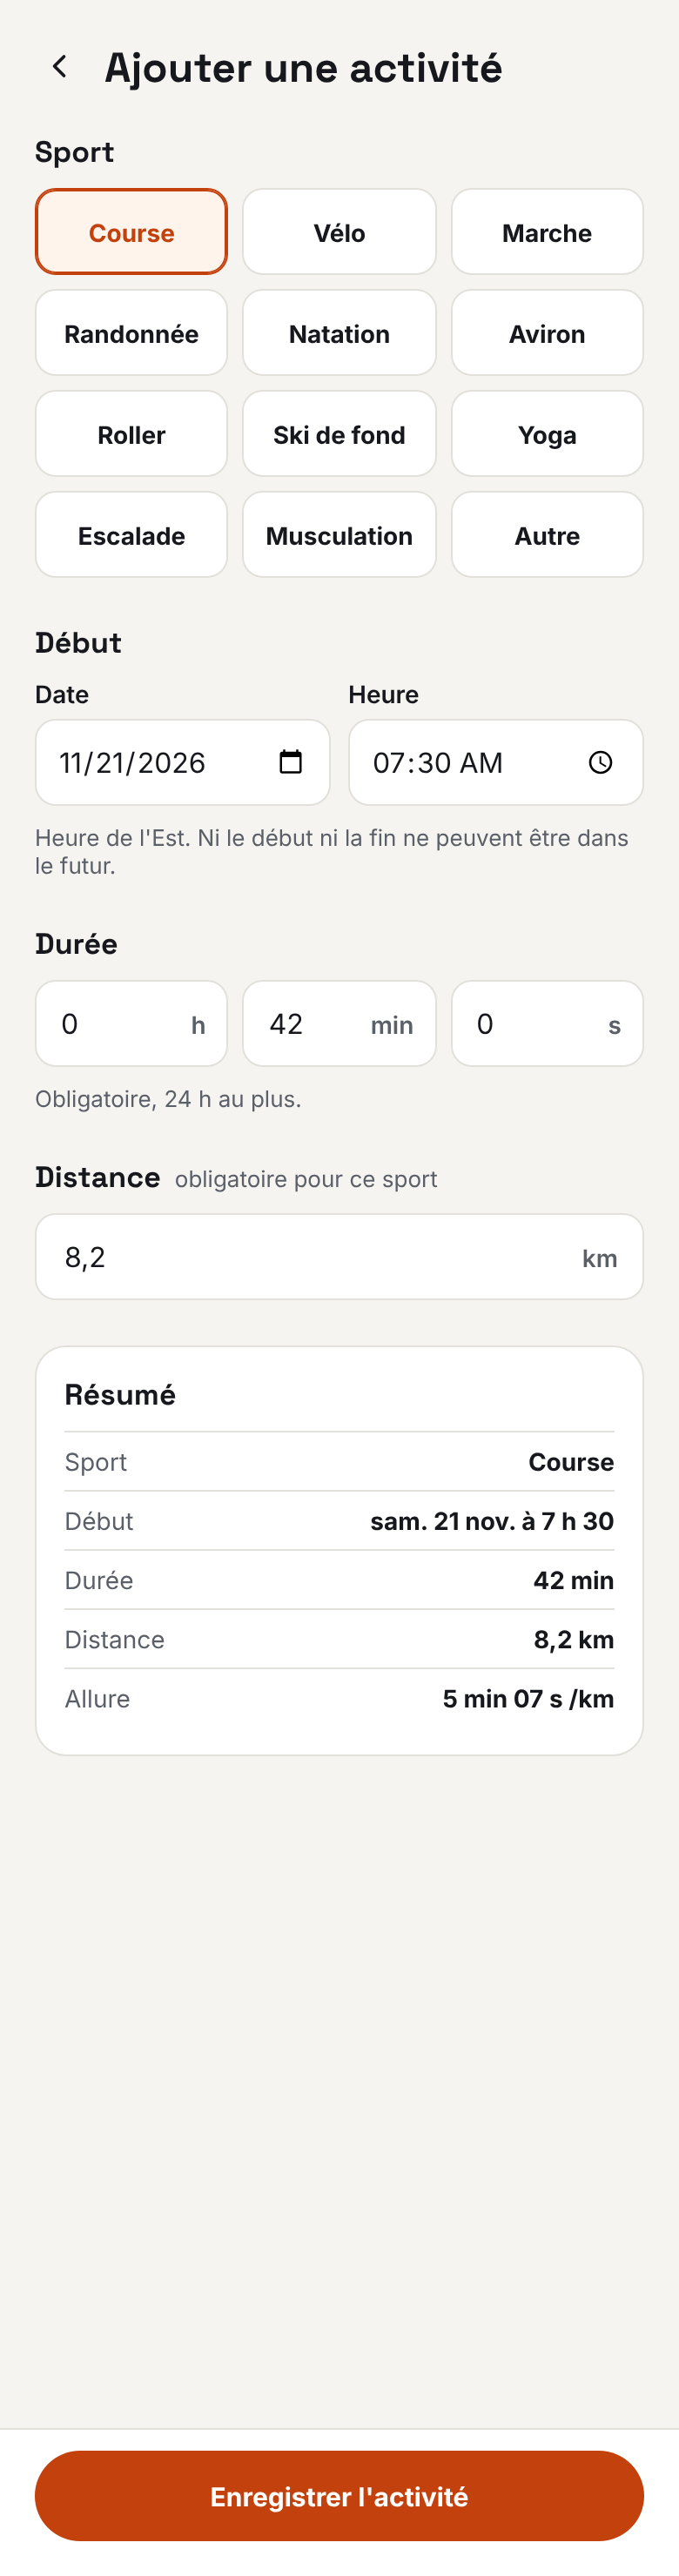 Ajouter une activité
Sport
Course
Vélo
Marche
Randonnée
Natation
Aviron
Roller
Ski de fond
Yoga
Escalade
Musculation
Autre
Début
Date
Heure
11/21/2026
07:30 AM
Heure de l'Est. Ni le début ni la fin ne peuvent être dans
le futur.
Durée
0 h
42 min
0 s
Obligatoire, 24 h au plus.
Distance obligatoire pour ce sport
8,2 km
Résumé
Sport Course
Début sam. 21 nov. à 7 h 30
Durée 42 min
Distance 8,2 km
Allure 5 min 07 s /km
Enregistrer l'activité